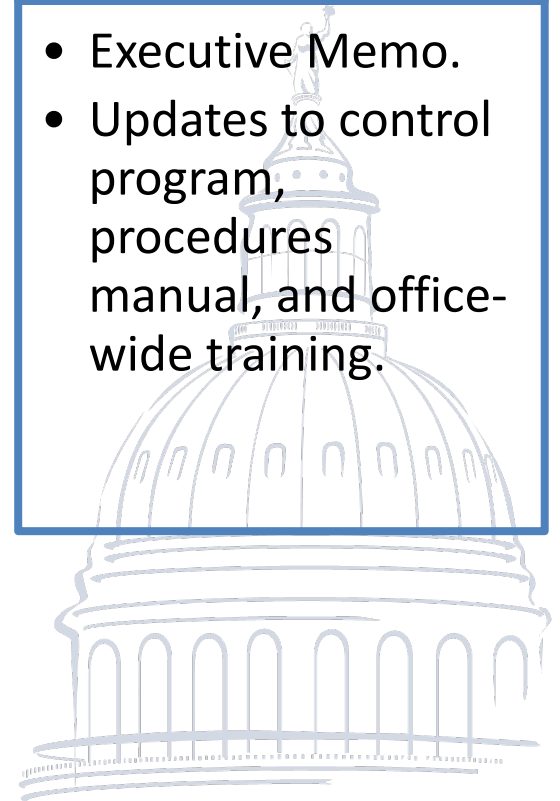 • Executive Memo.
• Updates to control
program,
procedures
manual, and office-
wide training.